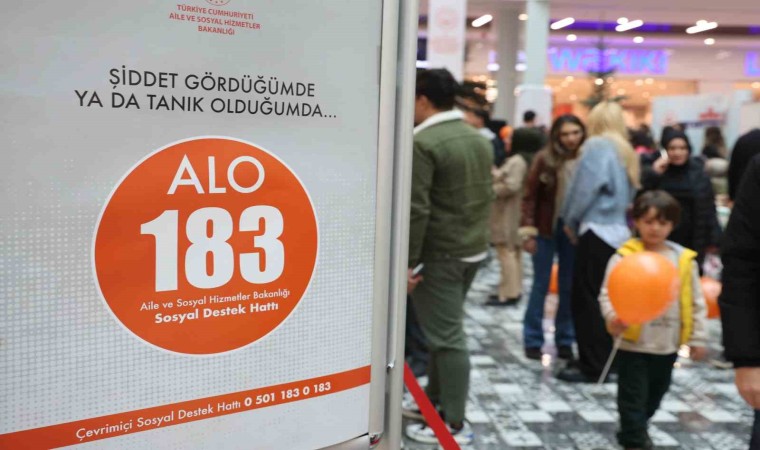 TÜRKİYE CUMHURİYETİ
AİLE VE SOSYAL HİZMETLER
BAKANLIĞI
ŞİDDET GÖRDÜĞÜMDE
YA DA TANIK OLDUĞUMDA...
ALO
183
Aile ve Sosyal Hizmetler Bakanlığı
Sosyal Destek Hattı
Çevrimiçi Sosyal Destek Hattı 0 501 183 0 183